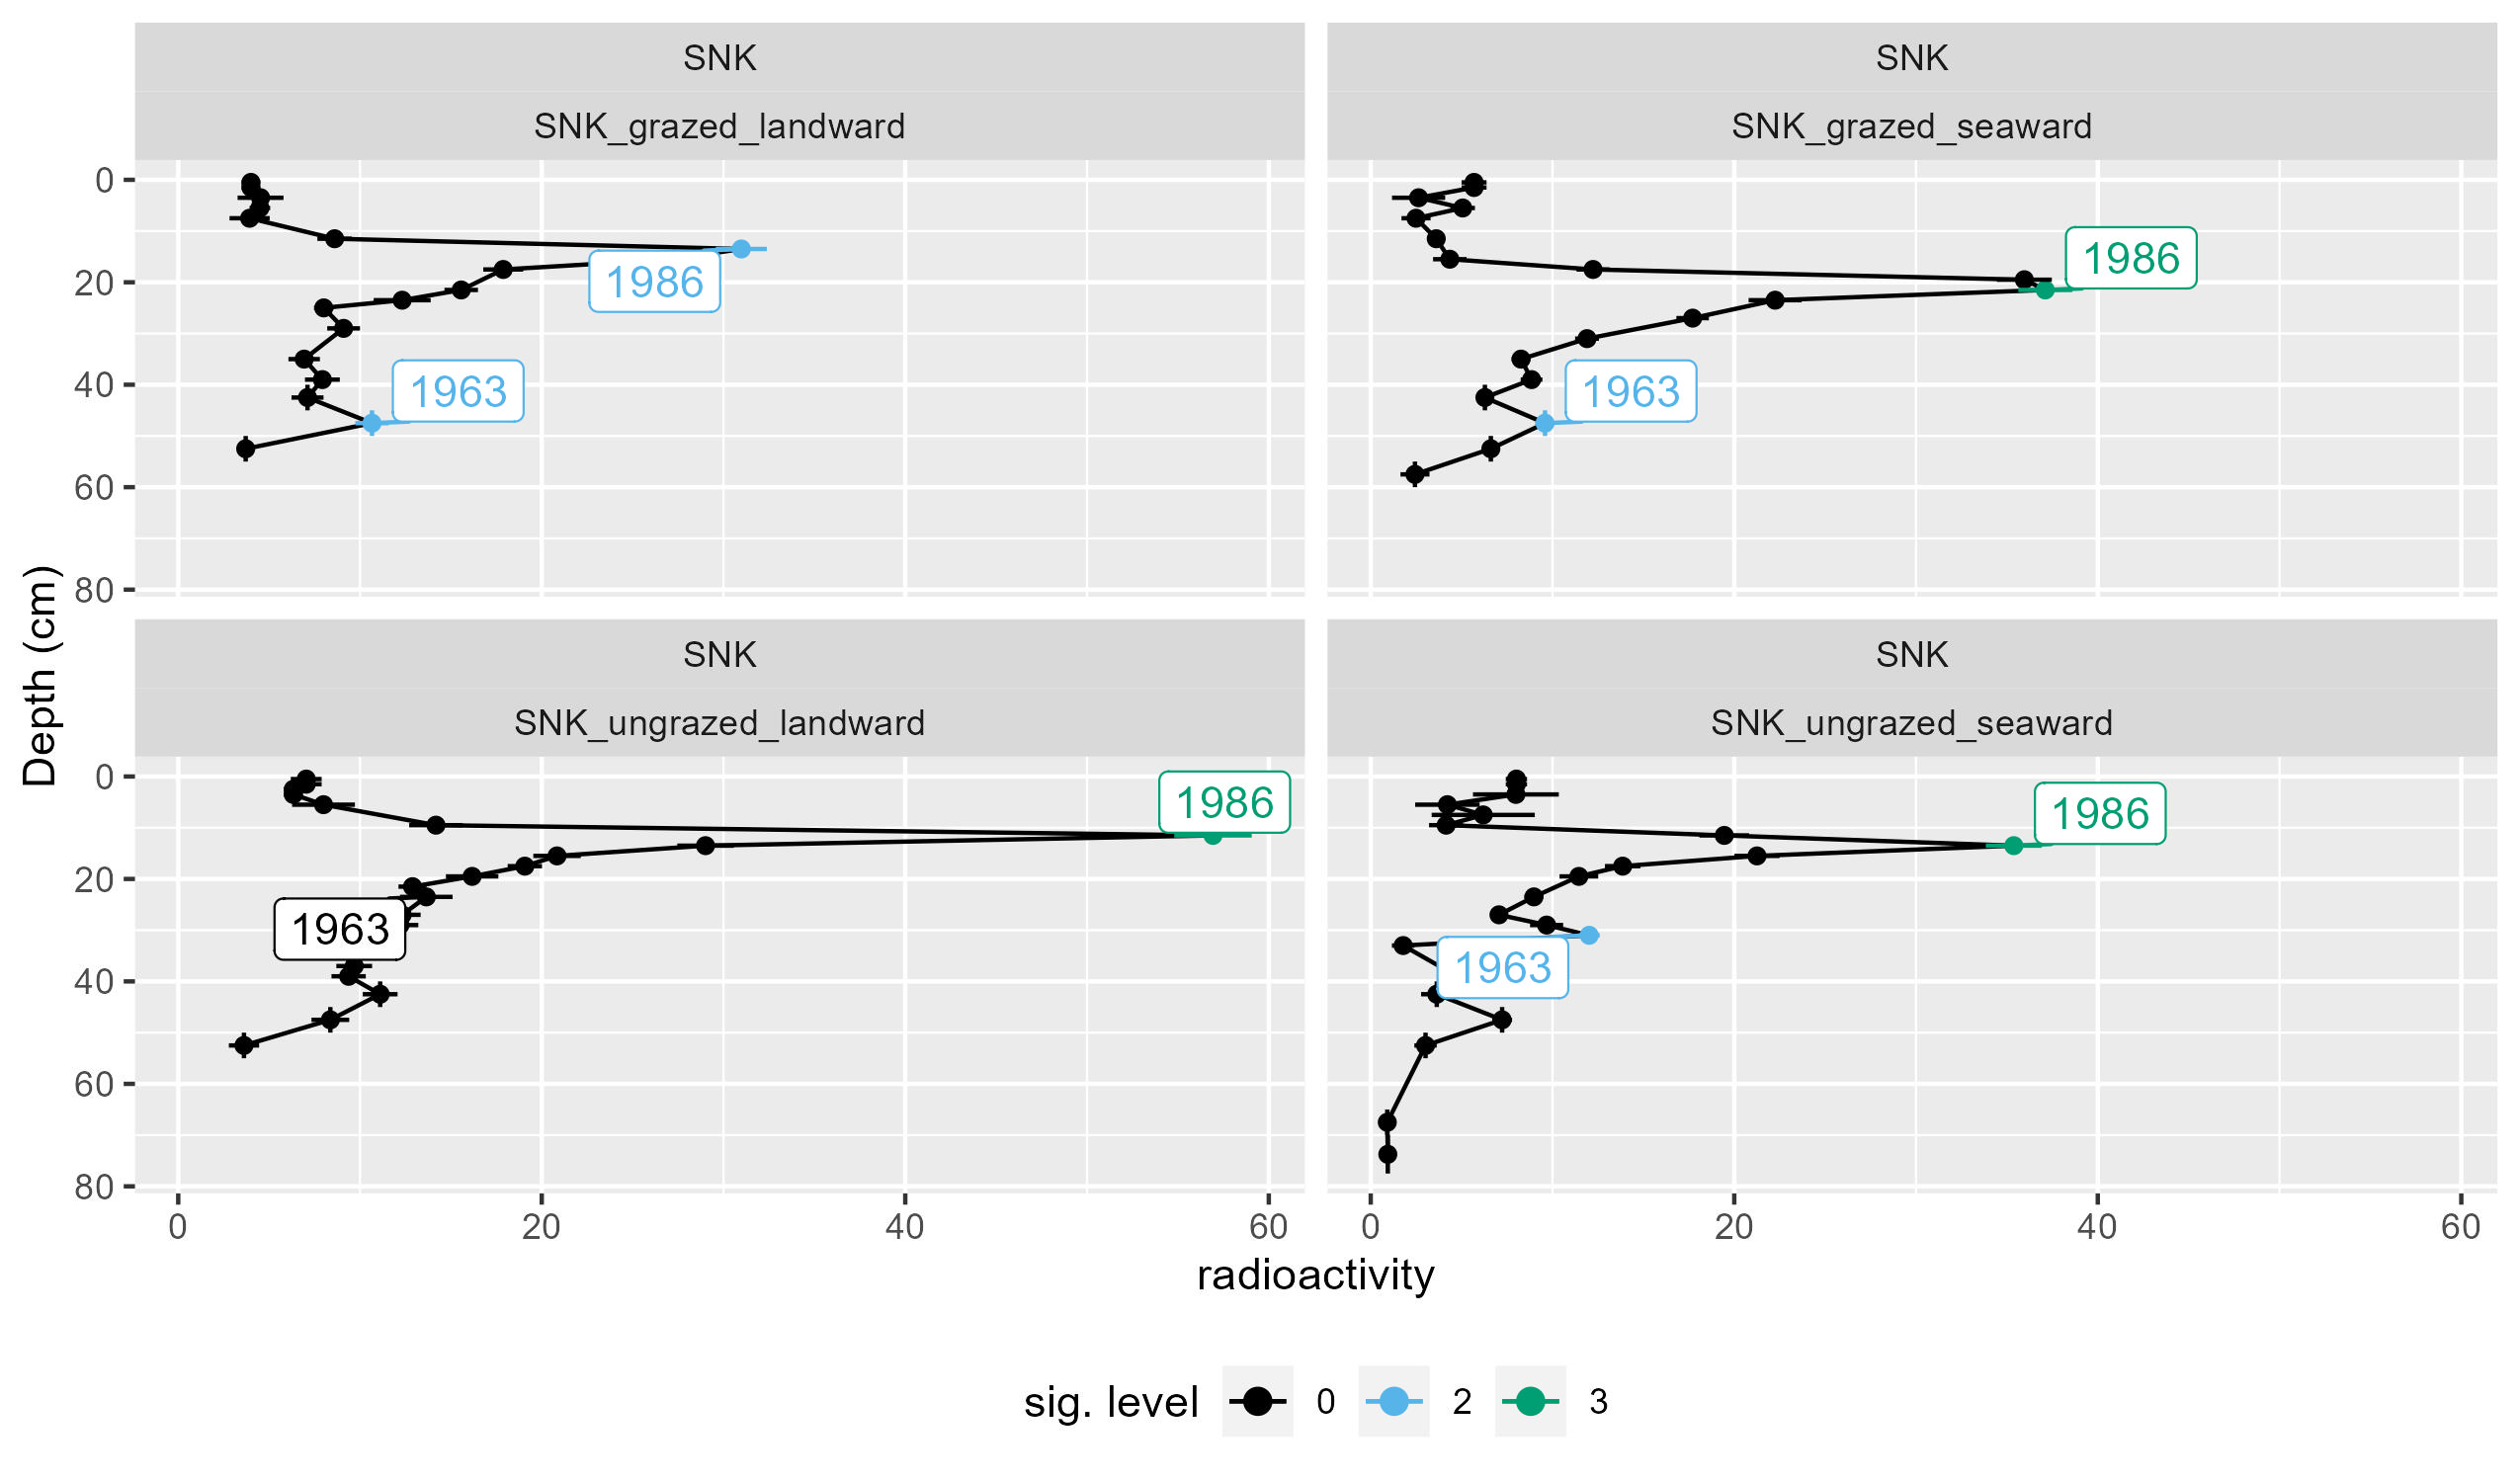 SNK
SNK
SNK_grazed_landward
SNK_grazed_seaward
0
20
40
60
80
1986
1963
1986
1963
Depth (cm)
SNK
SNK
SNK_ungrazed_landward
SNK_ungrazed_seaward
0
20
40
60
80
1986
1963
1986
1963
0
20
40
60
0
20
40
60
radioactivity
sig. level 0 2 3